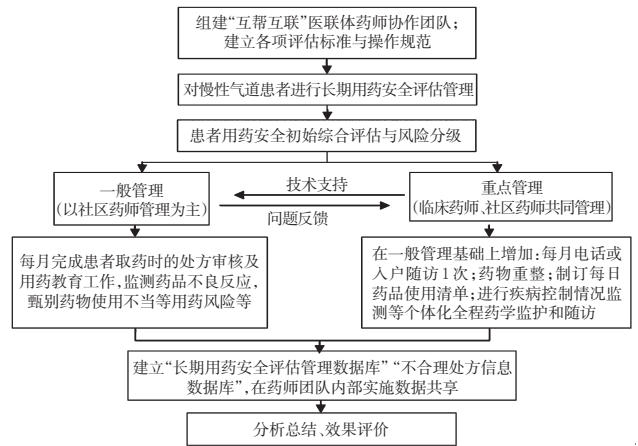 组建“互帮互联”医联体药师协作团队；
建立各项评估标准与操作规范
对慢性气道患者进行长期用药安全评估管理
患者用药安全初始综合评估与风险分级
一般管理
（以社区药师管理为主）
技术支持
问题反馈
重点管理
（临床药师、社区药师共同管理）
每月完成患者取药时的处方审核及
用药教育工作，监测药品不良反应，
甄别药物使用不当等用药风险等
在一般管理基础上增加：每月电话或
入户随访1次；药物重整；制订每日
药品使用清单；进行疾病控制情况监
测等个体化全程药学监护和随访
建立“长期用药安全评估管理数据库”“不合理处方信息
数据库”，在药师团队内部实施数据共享
分析总结、效果评价